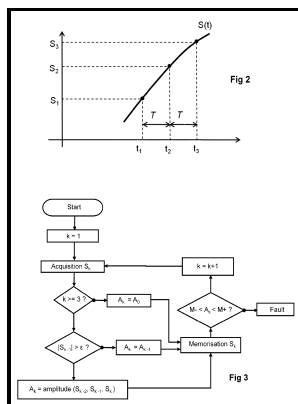 S(t)
S₃
S₂
S₁
Fig 2
T T
t₁ t₂ t₃
Start
k = 1
Acquisition Sₖ
k = k+1
k >= 3 ?
Aₖ = A₀
M- < Aₖ < M+ ?
Fault
|Sₖ₋₁| > ε ?
Aₖ = Aₖ₋₁
Memorisation Sₖ
Aₖ = amplitude (Sₖ₋₂, Sₖ₋₁, Sₖ)
Fig 3